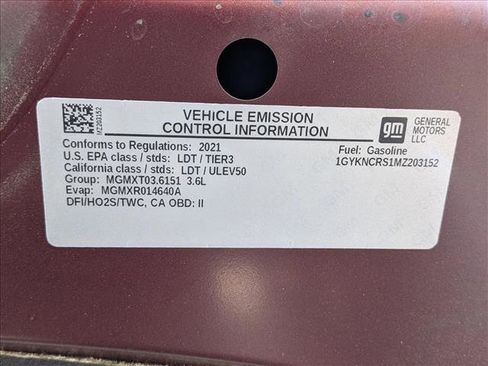 MZ203152
VEHICLE EMISSION
CONTROL INFORMATION
gm
GENERAL
MOTORS
LLC
Conforms to Regulations: 2021
U.S. EPA class / stds: LDT / TIER3
California class / stds: LDT / ULEV50
Group: MGMXT03.6151 3.6L
Evap: MGMXR014640A
DFI/HO2S/TWC, CA OBD: II
Fuel: Gasoline
1GYKNCRS1MZ203152